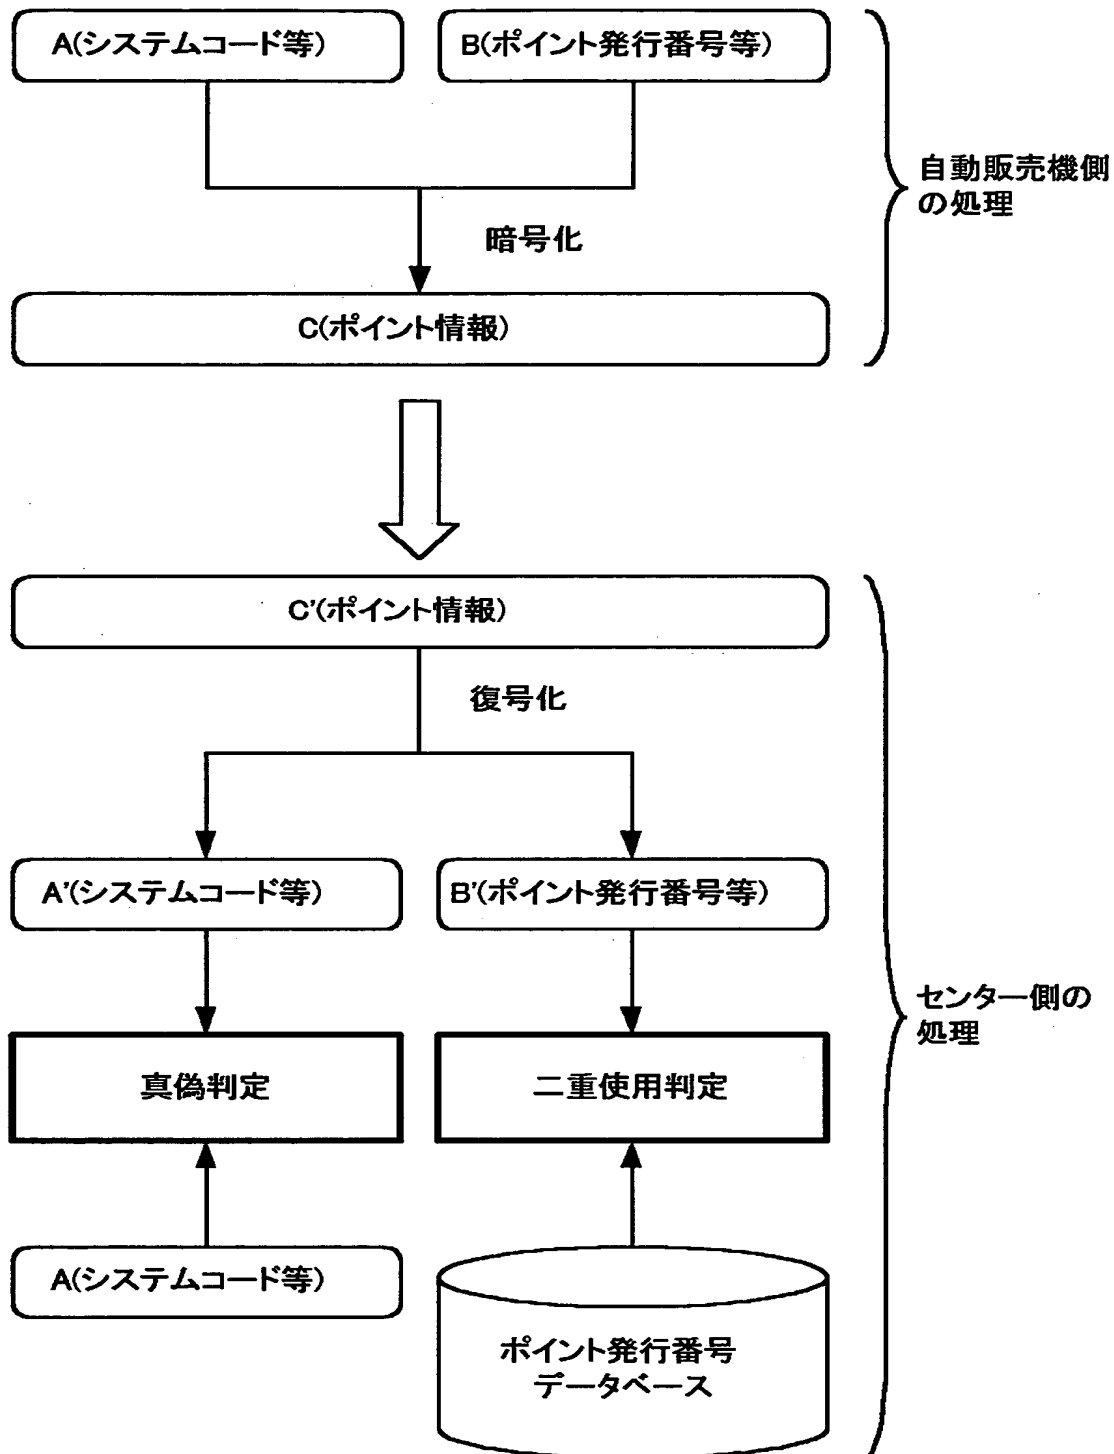 A(システムコード等)
B(ポイント発行番号等)
自動販売機側
の処理
暗号化
C(ポイント情報)
C'(ポイント情報)
復号化
A'(システムコード等)
B'(ポイント発行番号等)
センター側の
処理
真偽判定
二重使用判定
A(システムコード等)
ポイント発行番号
データベース